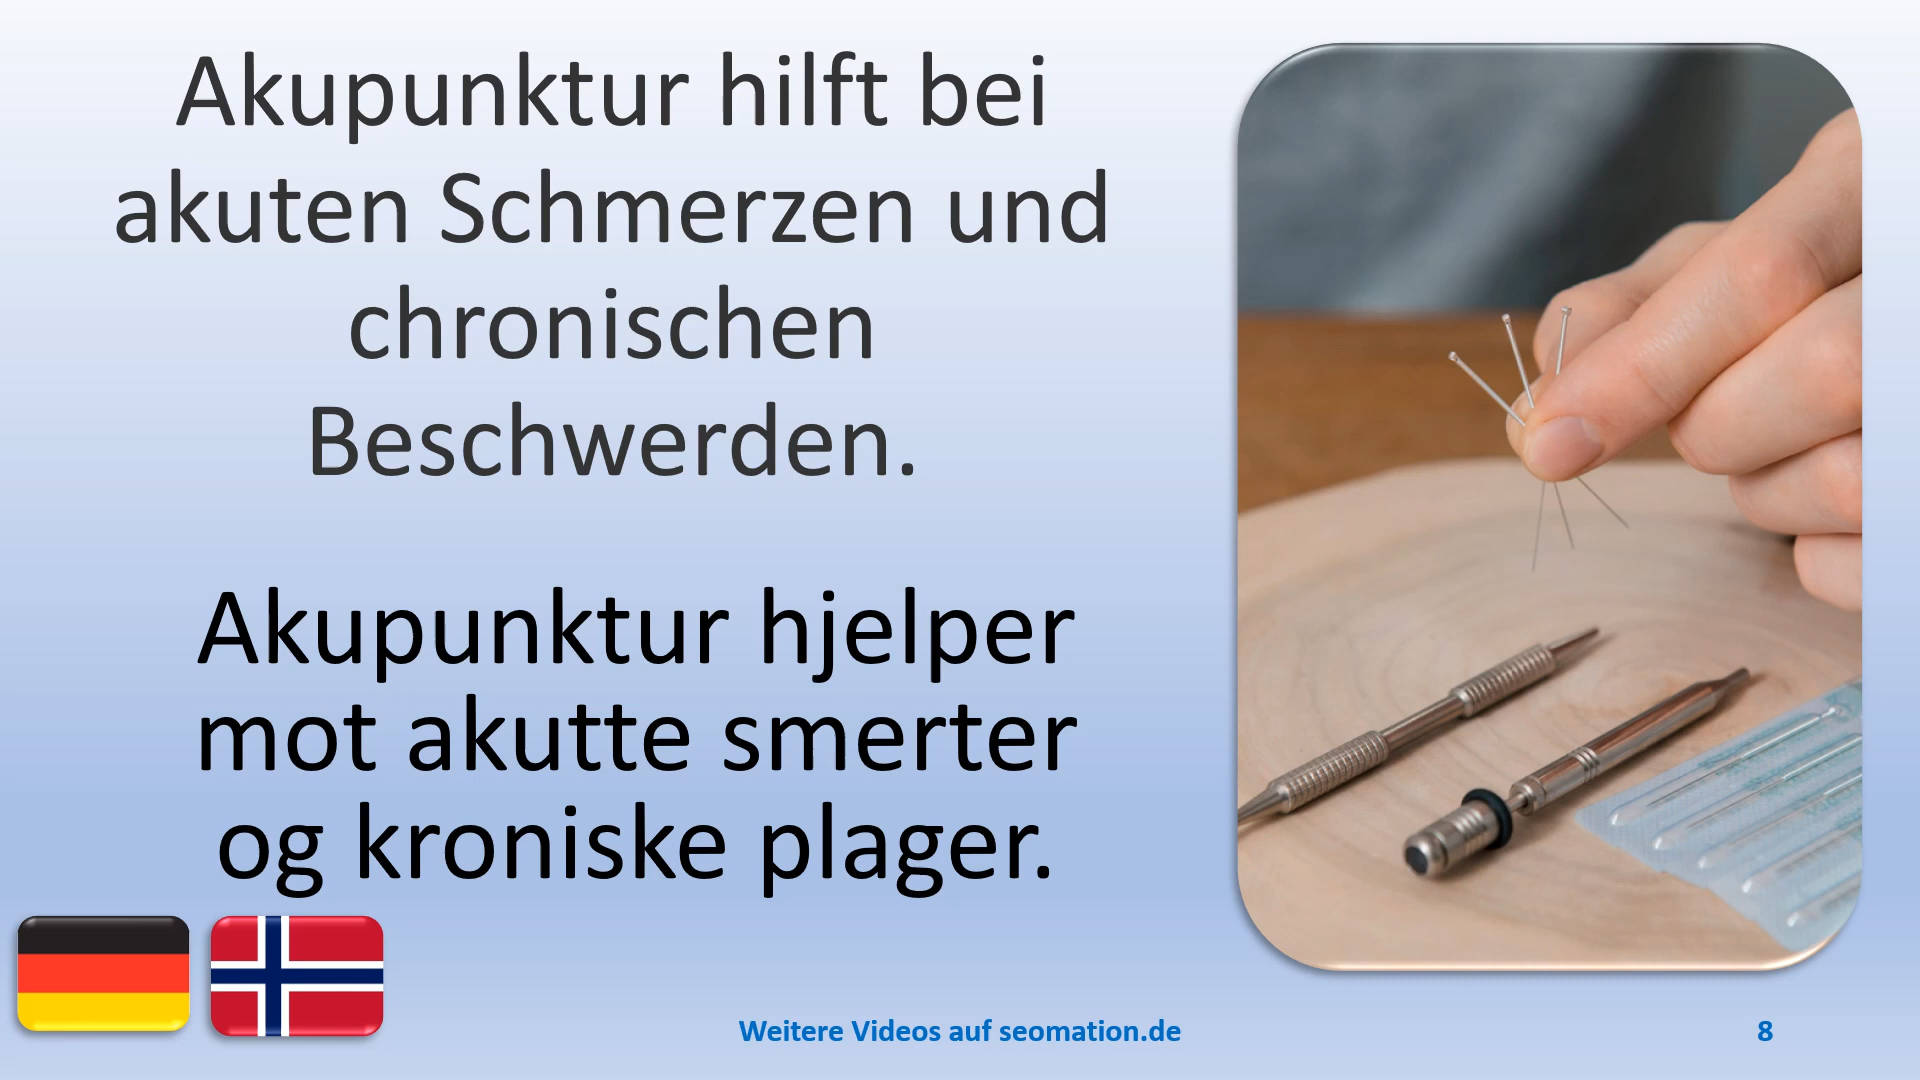 Akupunktur hilft bei
akuten Schmerzen und
chronischen
Beschwerden.
Akupunktur hjelper
mot akutte smerter
og kroniske plager.
Weitere Videos auf seomation.de
8